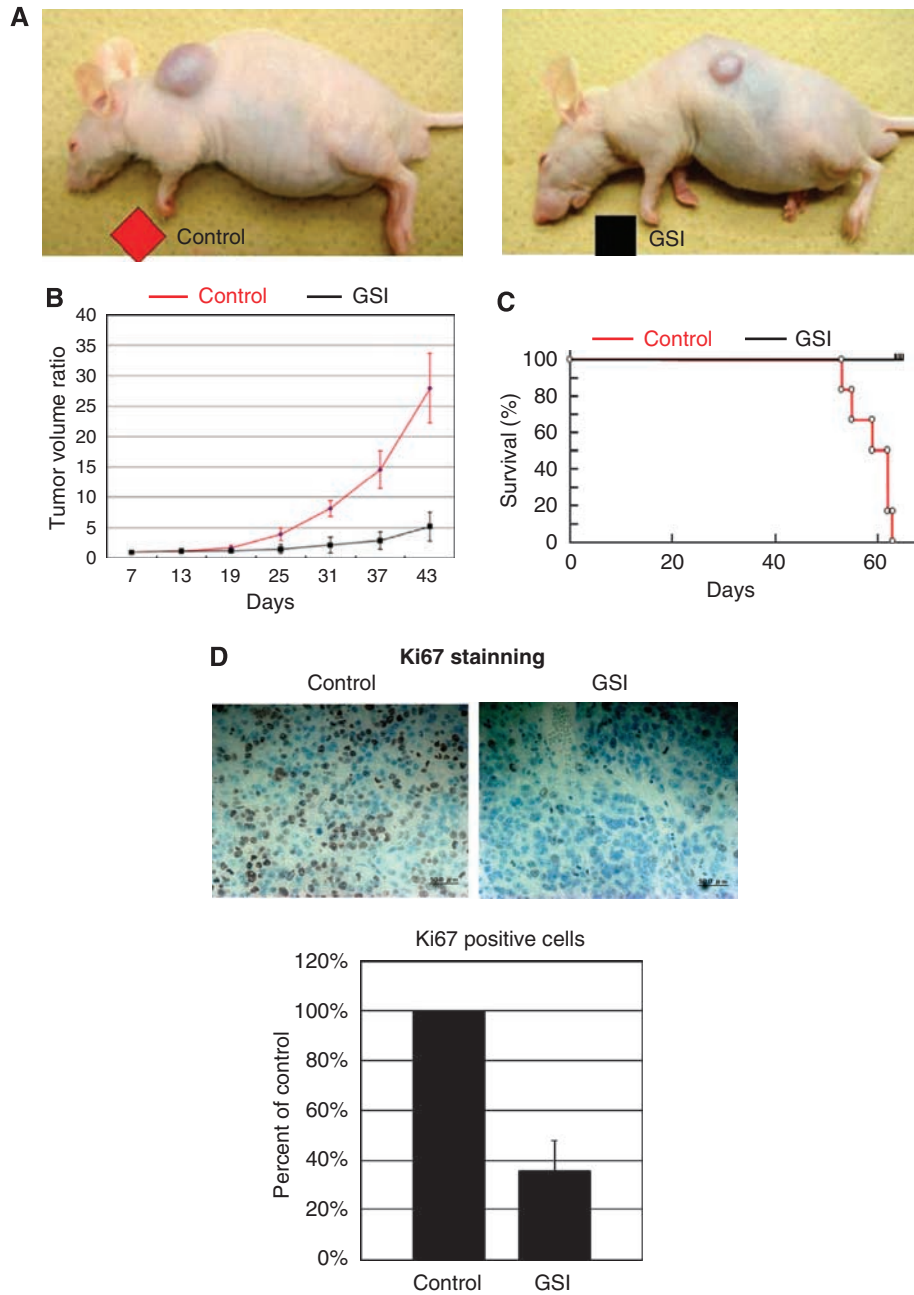 A
Control
GSI
B
Control GSI
Tumor volume ratio
40
35
30
25
20
15
10
5
0
7 13 19 25 31 37 43
Days
C
Control GSI
Survival (%)
100
80
60
40
20
0
0 20 40 60
Days
D
Ki67 stainning
Control GSI
Ki67 positive cells
Percent of control
120%
100%
80%
60%
40%
20%
0%
Control GSI